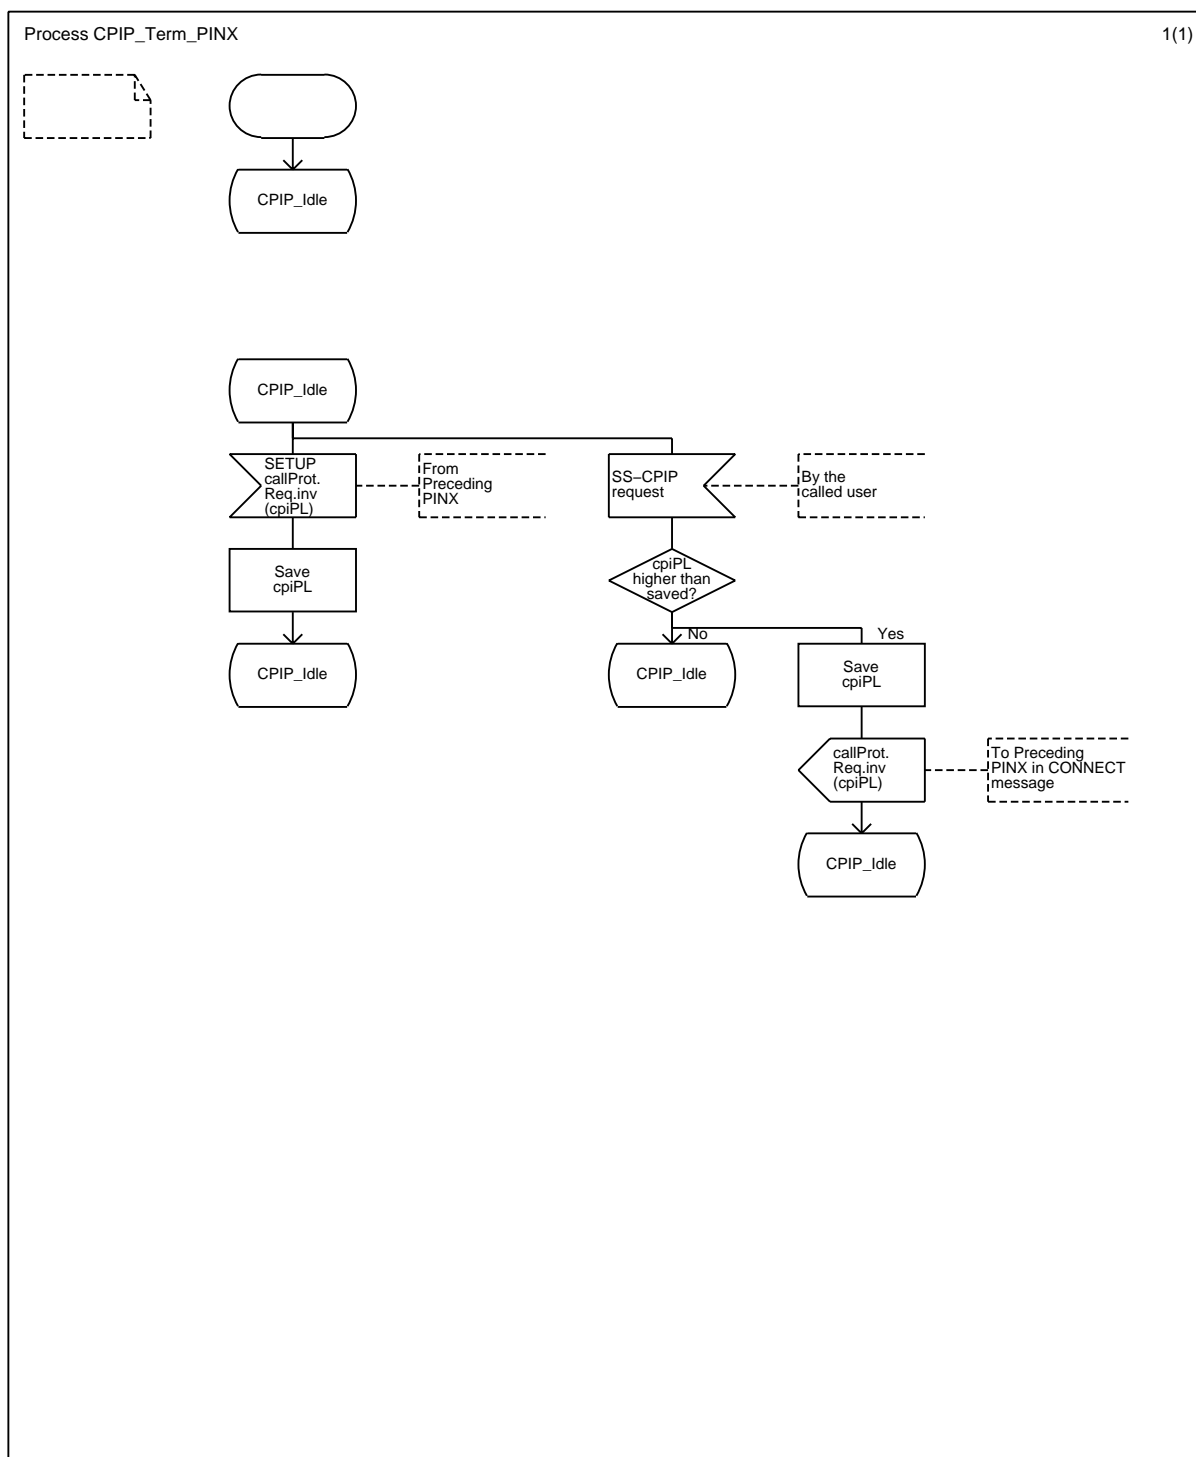 Process CPIP_Term_PINX
1(1)
CPIP_Idle
CPIP_Idle
SETUP
callProt.
Req.inv
(cpiPL)
From
Preceding
PINX
SS–CPIP
request
By the
called user
Save
cpiPL
cpiPL
higher than
saved?
No
Yes
CPIP_Idle
CPIP_Idle
Save
cpiPL
callProt.
Req.inv
(cpiPL)
To Preceding
PINX in CONNECT
message
CPIP_Idle